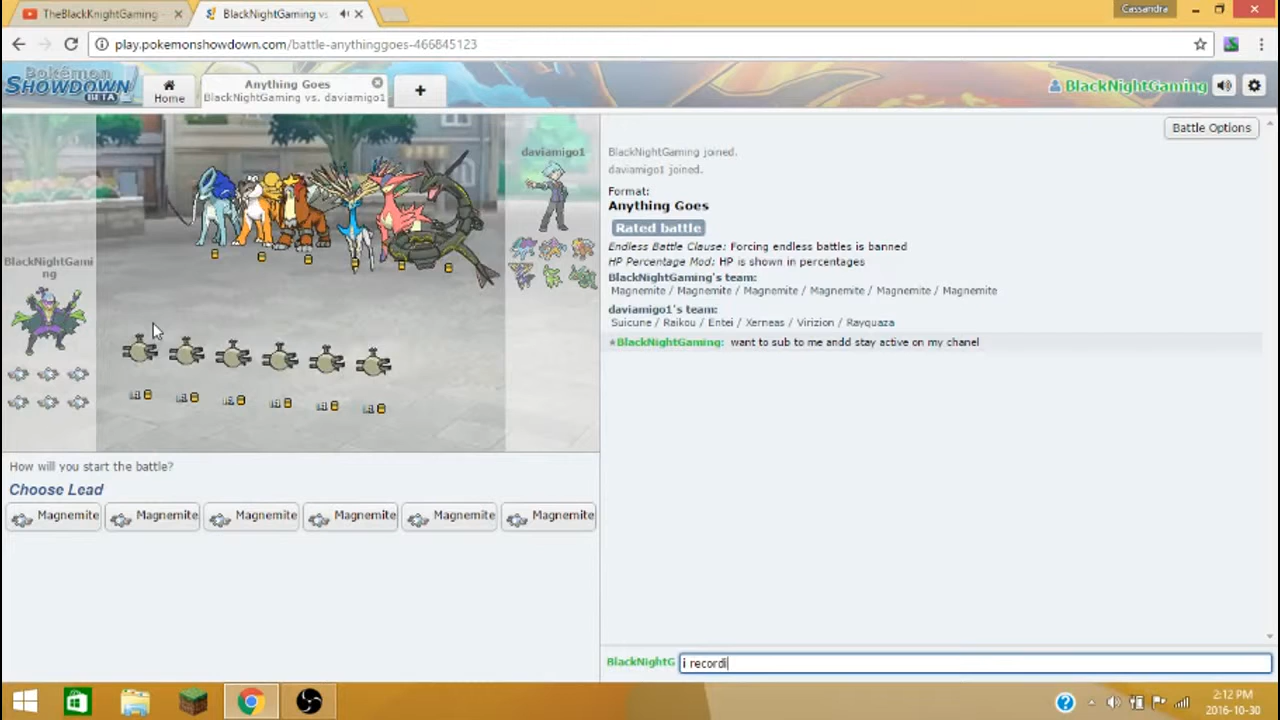 TheBlackKnightGaming -
BlackNightGaming vs.
Cassandra
play.pokemonshowdown.com/battle-anythinggoes-466845123
Pokémon
SHOWDOWN
BETA
Home
Anything Goes
BlackNightGaming vs. daviamigo1
+
BlackNightGaming
Battle Options
daviamigo1
BlackNightGami
ng
BlackNightGaming joined.
daviamigo1 joined.
Format:
Anything Goes
Rated battle
Endless Battle Clause: Forcing endless battles is banned
HP Percentage Mod: HP is shown in percentages
BlackNightGaming's team:
Magnemite / Magnemite / Magnemite / Magnemite / Magnemite / Magnemite
daviamigo1's team:
Suicune / Raikou / Entei / Xerneas / Virizion / Rayquaza
★BlackNightGaming: want to sub to me andd stay active on my chanel
How will you start the battle?
Choose Lead
Magnemite Magnemite Magnemite Magnemite Magnemite Magnemite
BlackNightG i recordi
2:12 PM
2016-10-30